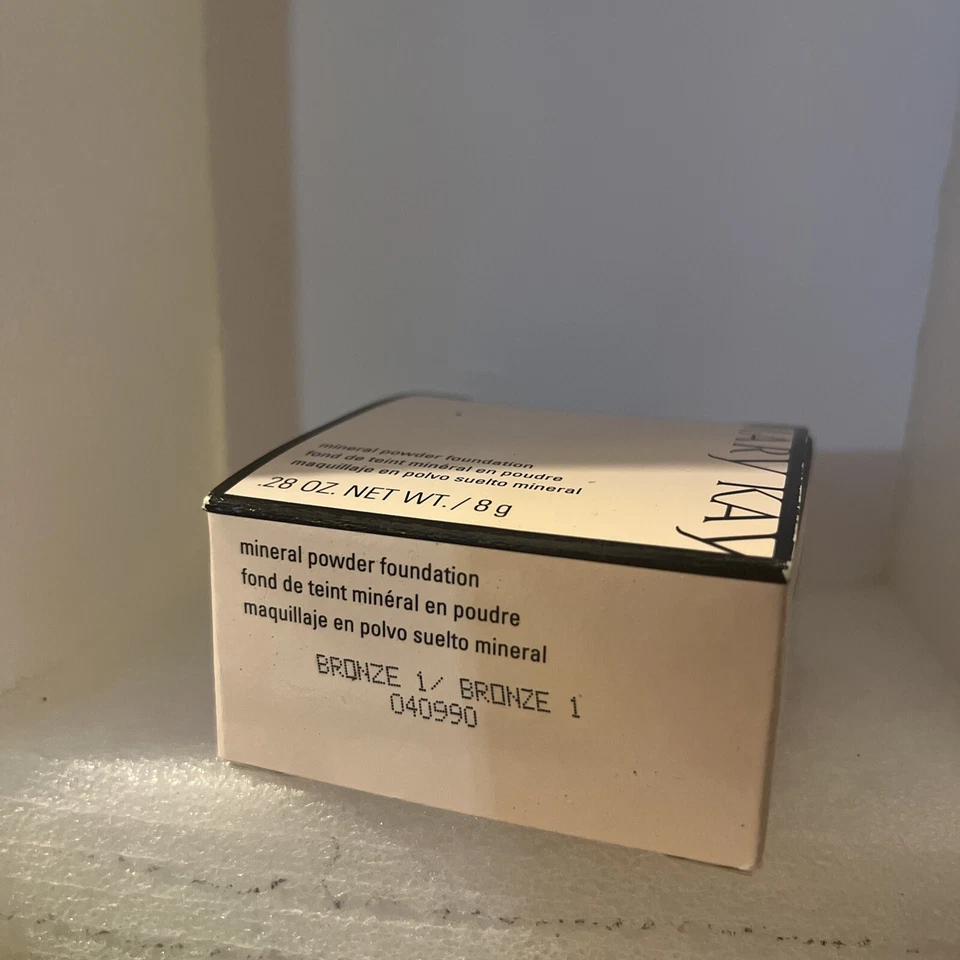 mineral powder foundation
fond de teint minéral en poudre
maquillaje en polvo suelto mineral
.28 OZ. NET WT. / 8 g
MARY KAY
mineral powder foundation
fond de teint minéral en poudre
maquillaje en polvo suelto mineral
BRONZE 1/ BRONZE 1
040990